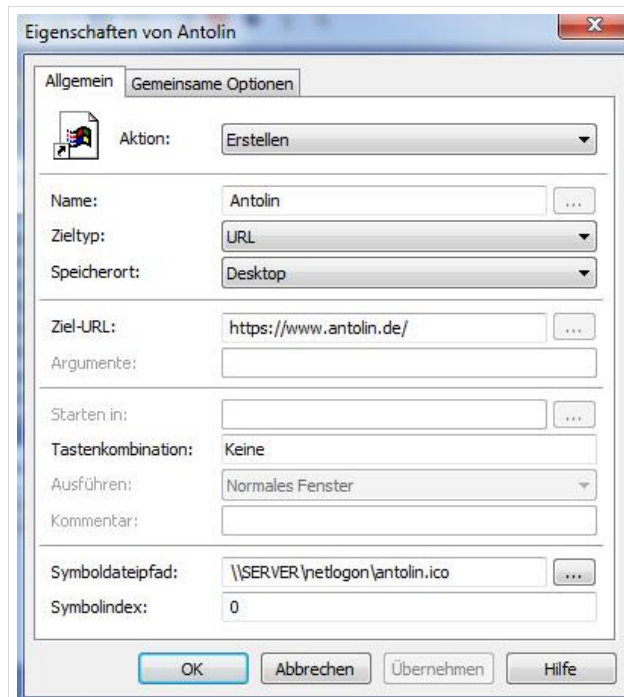 Eigenschaften von Antolin
Allgemein
Gemeinsame Optionen
Aktion: Erstellen
Name: Antolin ...
Zieltyp: URL
Speicherort: Desktop
Ziel-URL: https://www.antolin.de/ ...
Argumente:
Starten in: ...
Tastenkombination: Keine
Ausführen: Normales Fenster
Kommentar:
Symboldateipfad: \\SERVER\netlogon\antolin.ico ...
Symbolindex: 0
OK Abbrechen Übernehmen Hilfe